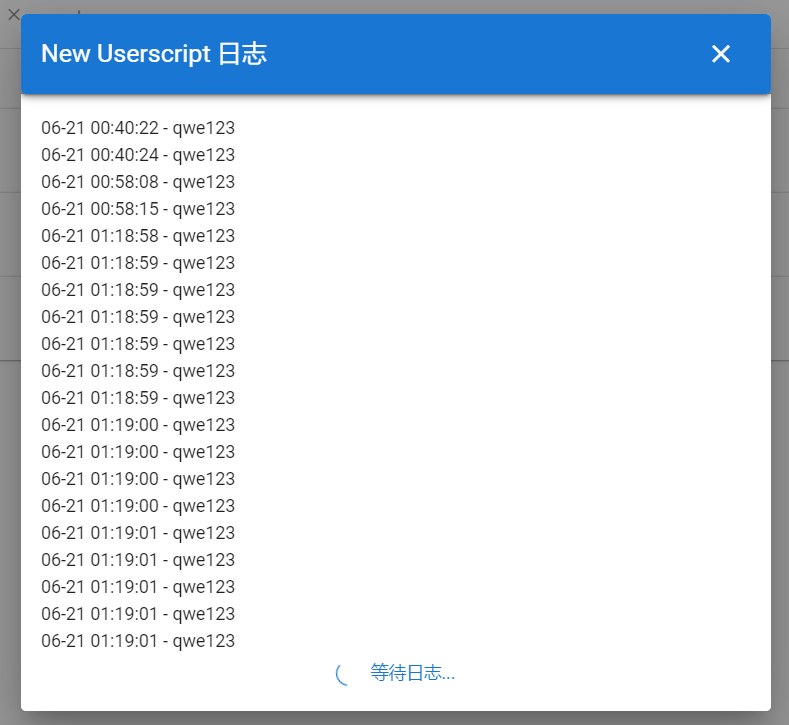 New Userscript 日志
06-21 00:40:22 - qwe123
06-21 00:40:24 - qwe123
06-21 00:58:08 - qwe123
06-21 00:58:15 - qwe123
06-21 01:18:58 - qwe123
06-21 01:18:59 - qwe123
06-21 01:18:59 - qwe123
06-21 01:18:59 - qwe123
06-21 01:18:59 - qwe123
06-21 01:18:59 - qwe123
06-21 01:18:59 - qwe123
06-21 01:19:00 - qwe123
06-21 01:19:00 - qwe123
06-21 01:19:00 - qwe123
06-21 01:19:00 - qwe123
06-21 01:19:01 - qwe123
06-21 01:19:01 - qwe123
06-21 01:19:01 - qwe123
06-21 01:19:01 - qwe123
06-21 01:19:01 - qwe123
等待日志...